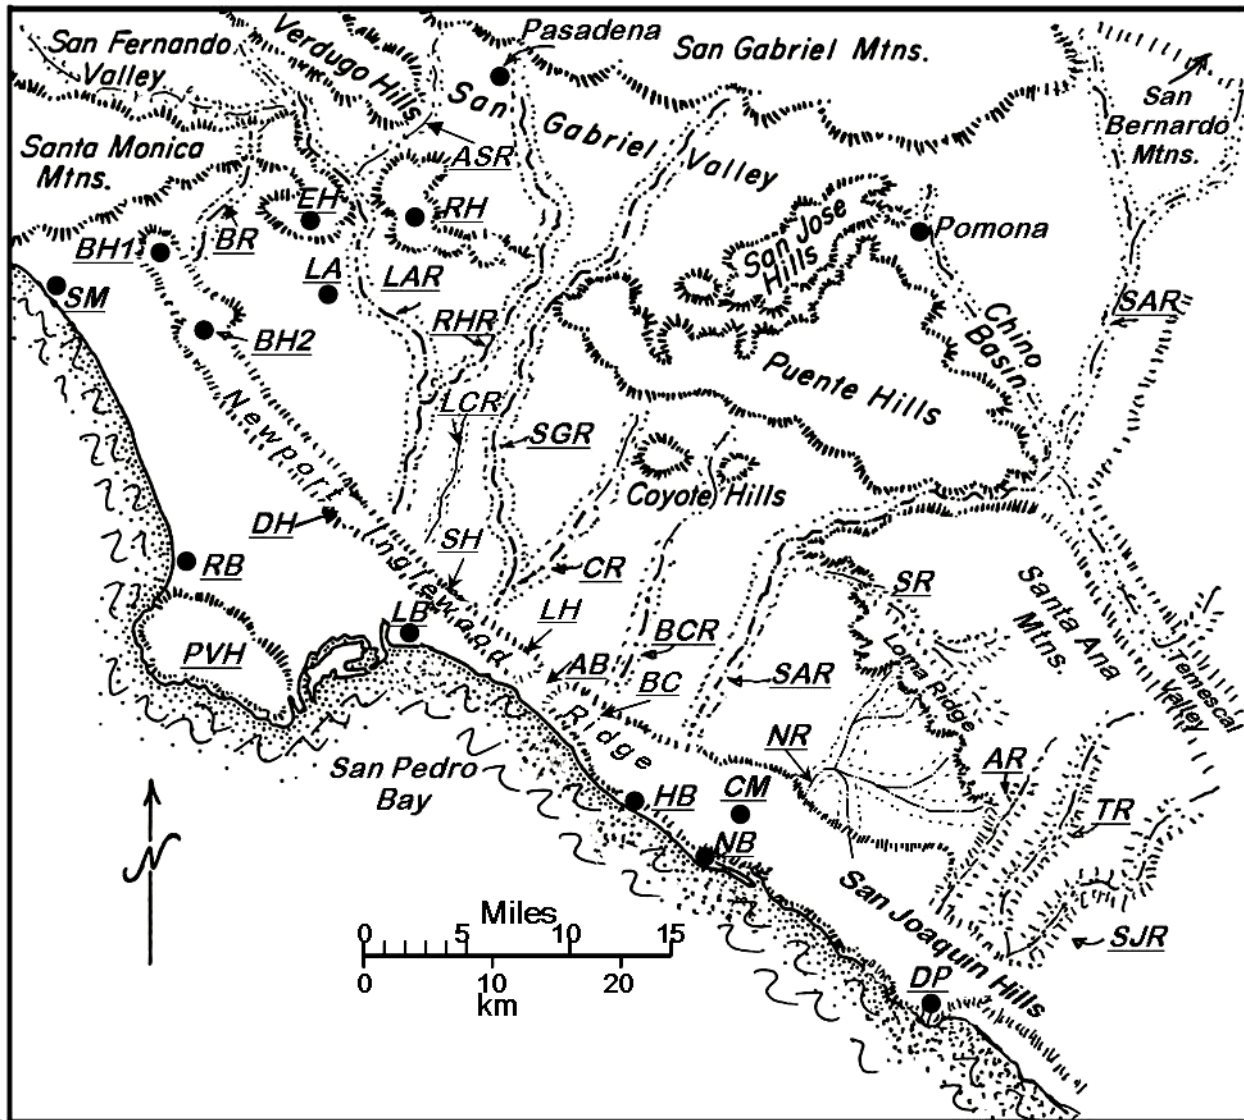 Pasadena
San Fernando
Valley
Verdugo Hills
San
Gabriel
Valley
San Gabriel Mtns.
San
Bernardo
Mtns.
Santa Monica
Mtns.
ASR
EH
RH
BR
BH1
LA
LAR
SM
BH2
RHR
San Jose
Hills
Pomona
SAR
Chino
Basin
Puente Hills
LCR
SGR
Newport
Inglewood
Ridge
Coyote Hills
DH
SH
CR
RB
LB
LH
BCR
SR
Santa Ana
Mtns.
Loma Ridge
Temescal
Valley
PVH
AB
BC
SAR
NR
AR
TR
San Pedro
Bay
HB
CM
NB
N
San Joaquin Hills
SJR
DP
Miles
0 5 10 15
0 10 20
km